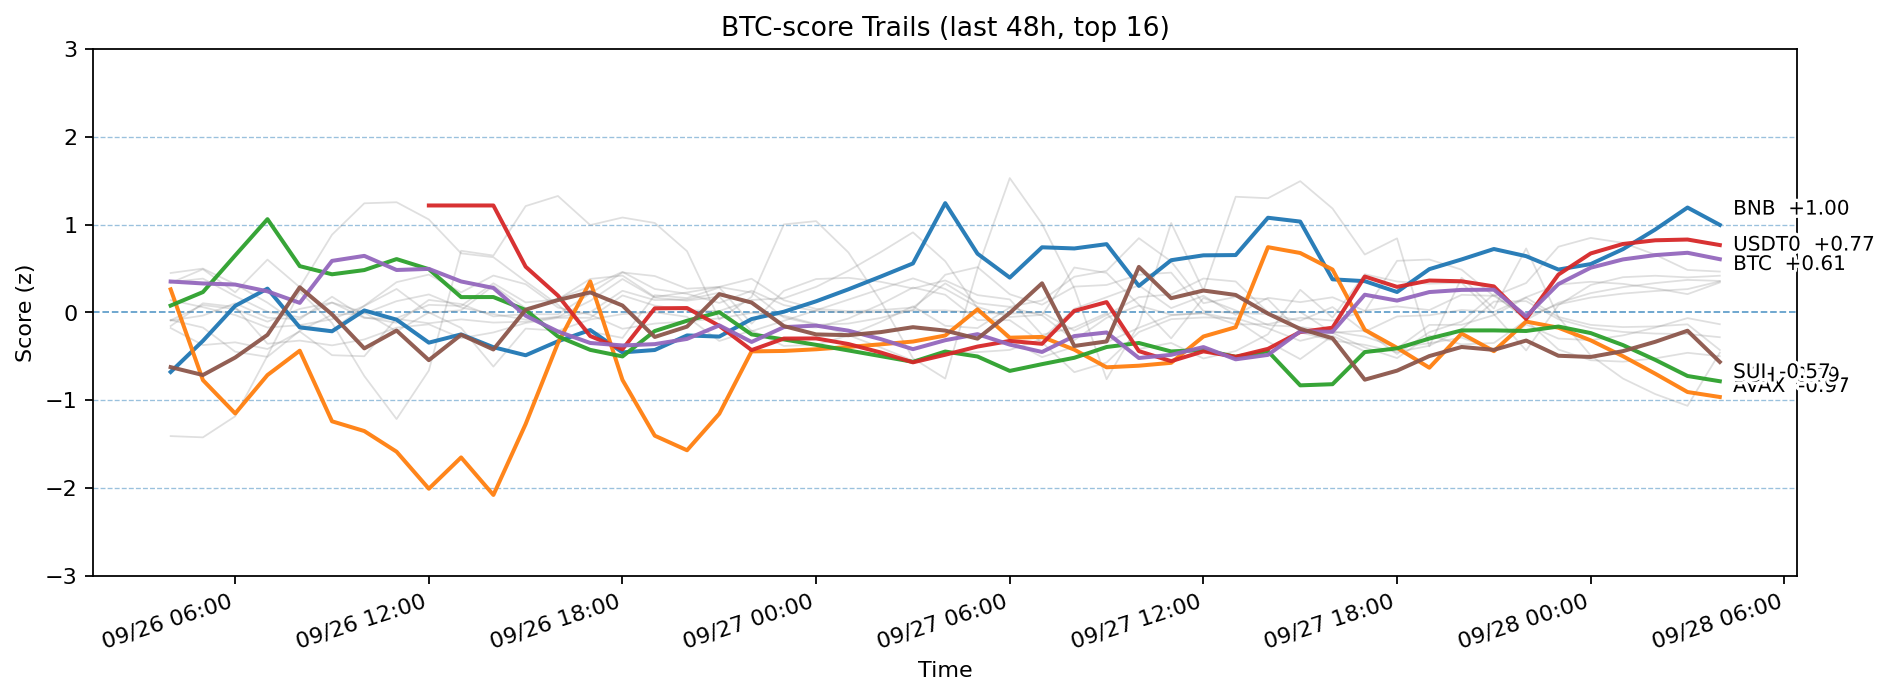 BTC-score Trails (last 48h, top 16)
Score (z)
3
2
1
0
−1
−2
−3
BNB +1.00
USDT0 +0.77
BTC +0.61
SUI -0.57
AVAX -0.97
09/26 06:00
09/26 12:00
09/26 18:00
09/27 00:00
09/27 06:00
09/27 12:00
09/27 18:00
09/28 00:00
09/28 06:00
Time